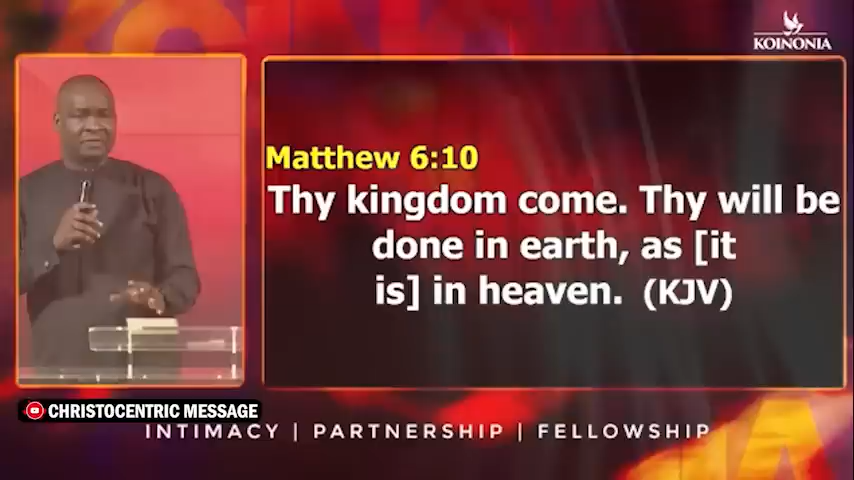 KOINONIA
Matthew 6:10
Thy kingdom come. Thy will be
done in earth, as [it
is] in heaven. (KJV)
CHRISTOCENTRIC MESSAGE
INTIMACY | PARTNERSHIP | FELLOWSHIP